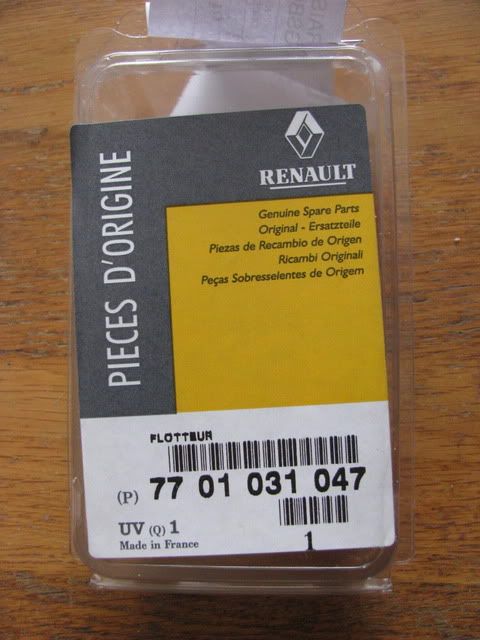 PIECES D'ORIGINE
RENAULT
Genuine Spare Parts
Original - Ersatzteile
Piezas de Recambio de Origen
Ricambi Originali
Peças Sobresselentes de Origem
FLOTTEUR
(P) 77 01 031 047
UV (Q) 1
Made in France
1